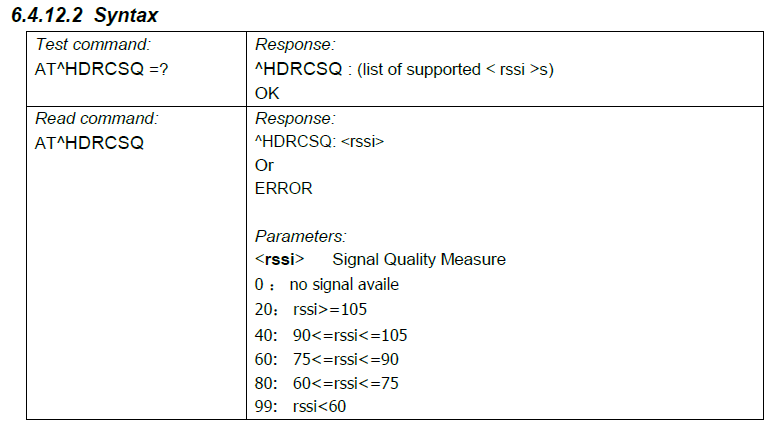 6.4.12.2 Syntax
Test command:
AT^HDRCSQ =?
Response:
^HDRCSQ : (list of supported < rssi >s)
OK
Read command:
AT^HDRCSQ
Response:
^HDRCSQ: <rssi>
Or
ERROR
Parameters:
<rssi> Signal Quality Measure
0 ： no signal availe
20： rssi>=105
40: 90<=rssi<=105
60: 75<=rssi<=90
80: 60<=rssi<=75
99: rssi<60